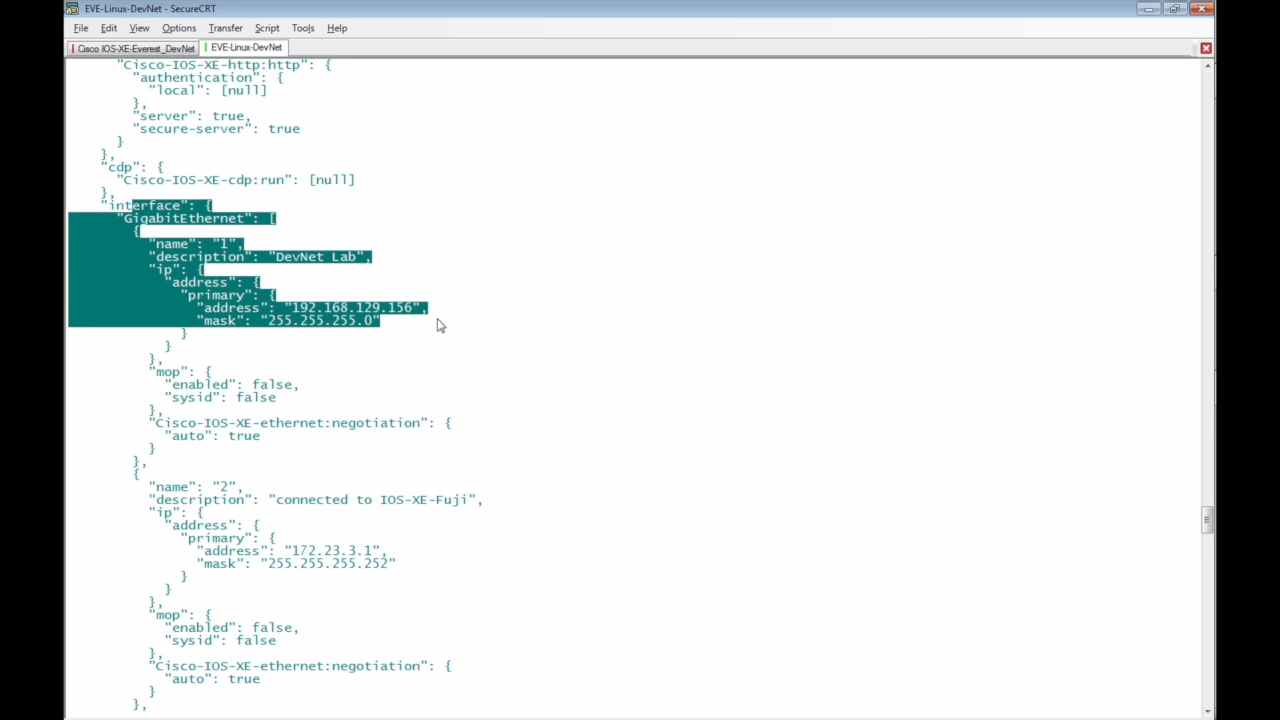 EVE-Linux-DevNet - SecureCRT
File Edit View Options Transfer Script Tools Help
Cisco IOS-XE-Everest_DevNet EVE-Linux-DevNet
"Cisco-IOS-XE-http:http": {
"authentication": {
"local": [null]
},
"server": true,
"secure-server": true
}
},
"cdp": {
"Cisco-IOS-XE-cdp:run": [null]
},
"interface": {
"GigabitEthernet": [
{
"name": "1",
"description": "DevNet Lab",
"ip": {
"address": {
"primary": {
"address": "192.168.129.156",
"mask": "255.255.255.0"
}
}
},
"mop": {
"enabled": false,
"sysid": false
},
"Cisco-IOS-XE-ethernet:negotiation": {
"auto": true
}
},
{
"name": "2",
"description": "connected to IOS-XE-Fuji",
"ip": {
"address": {
"primary": {
"address": "172.23.3.1",
"mask": "255.255.255.252"
}
}
},
"mop": {
"enabled": false,
"sysid": false
},
"Cisco-IOS-XE-ethernet:negotiation": {
"auto": true
}
},